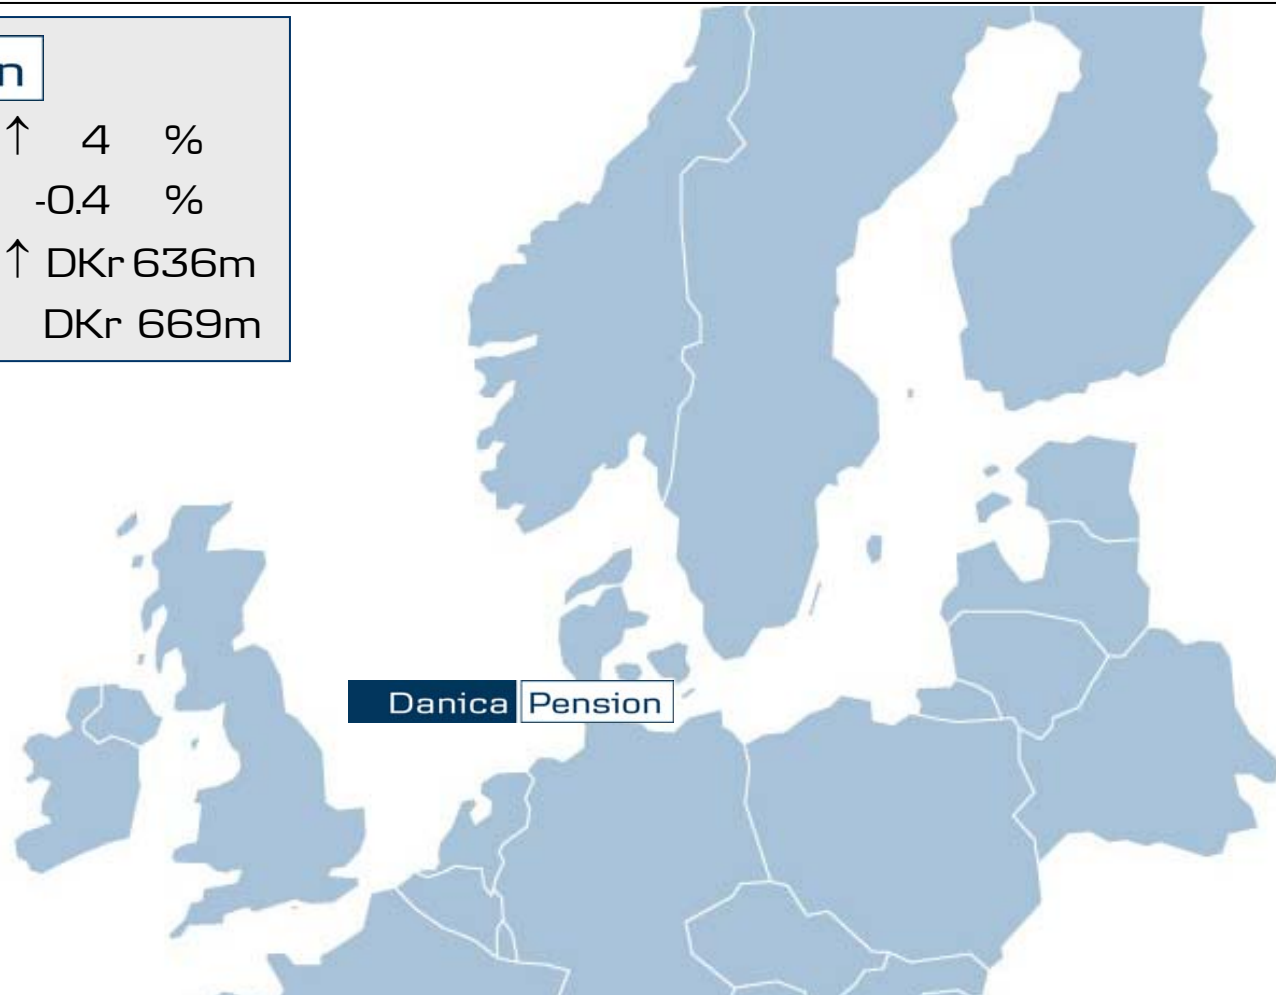 n
↑ 4 %
-0.4 %
↑ DKr 636m
DKr 669m
Danica Pension